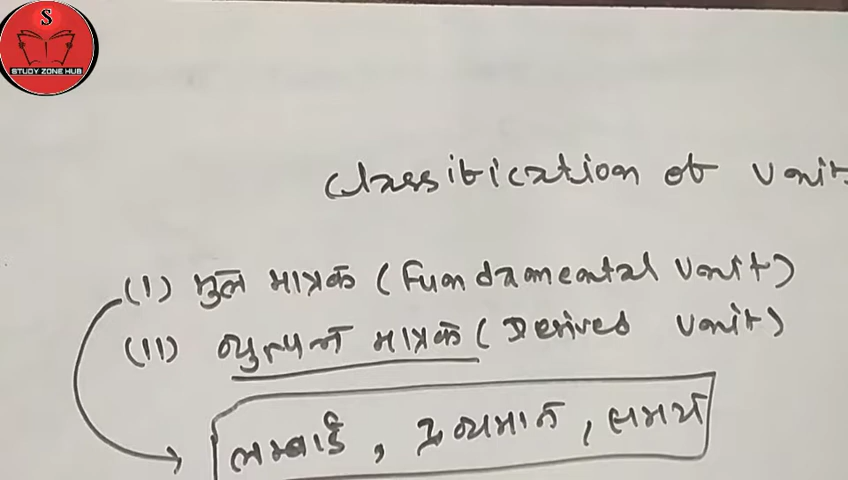 S
STUDY ZONE HUB
Classification of Unit
(I) मुल मात्रक (Fundamental Unit)
(II) व्युत्पन्न मात्रक (Derived Unit)
लम्बाई, द्रव्यमान, समय